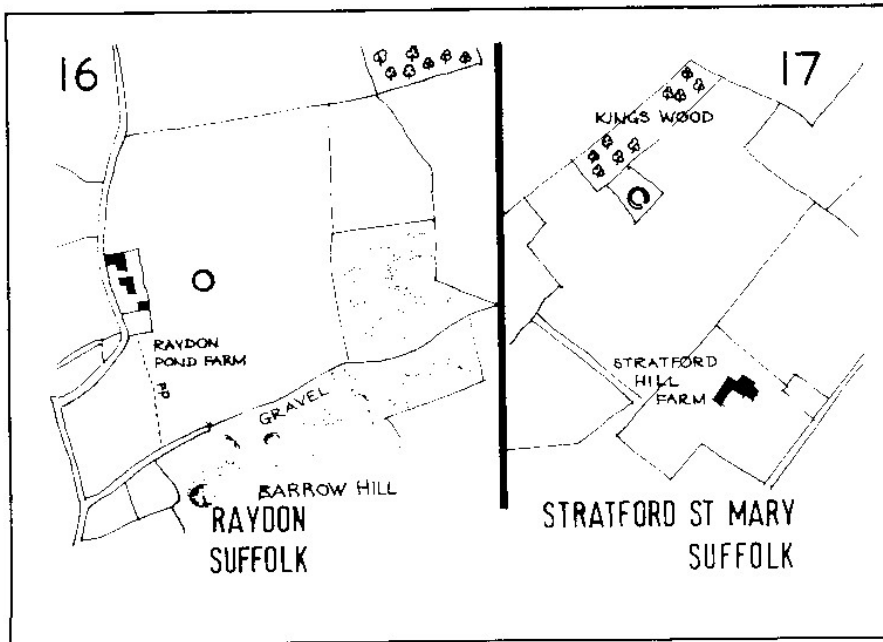 16
RAYDON
POND FARM
FP
GRAVEL
BARROW HILL
RAYDON
SUFFOLK
17
KINGS WOOD
STRATFORD
HILL
FARM
STRATFORD ST MARY
SUFFOLK